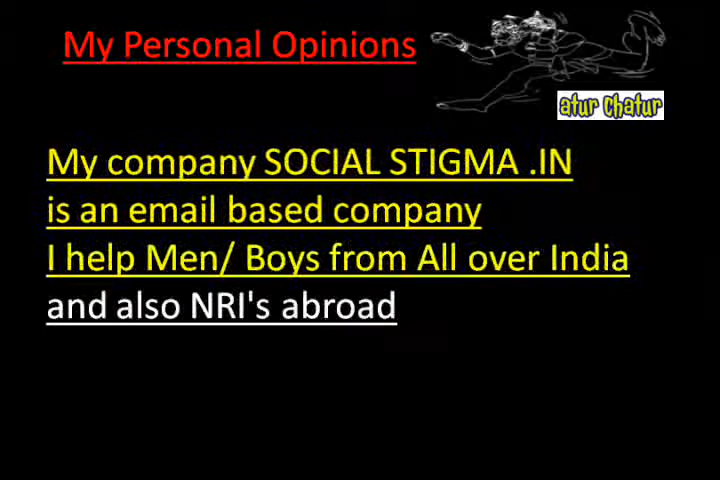 My Personal Opinions
atur chatur
My company SOCIAL STIGMA .IN
is an email based company
I help Men/ Boys from All over India
and also NRI's abroad